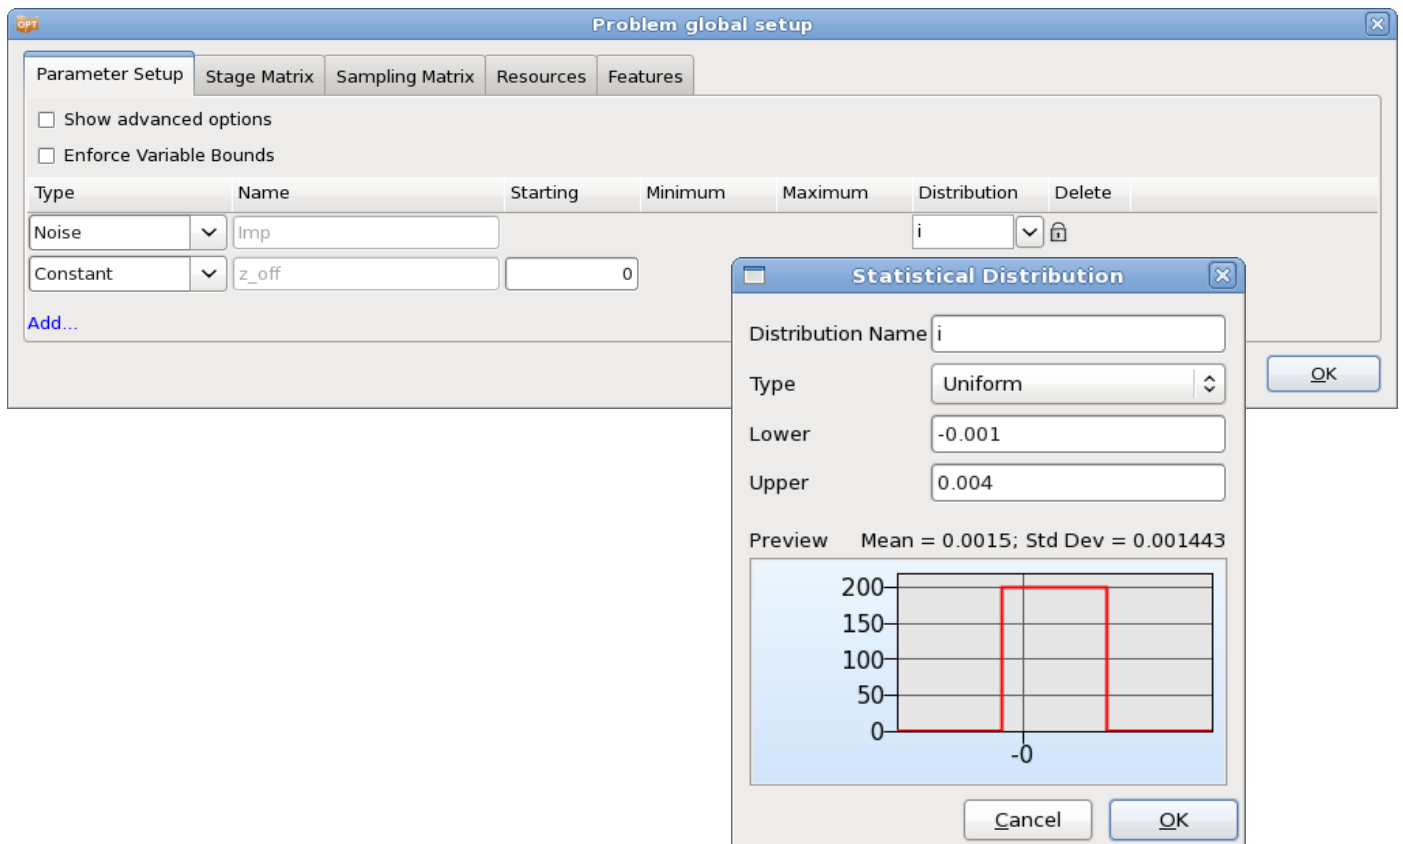 OPT Problem global setup
Parameter Setup Stage Matrix Sampling Matrix Resources Features
Show advanced options
Enforce Variable Bounds
Type Name Starting Minimum Maximum Distribution Delete
Noise Imp i
Constant z_off 0
Add...
OK
Statistical Distribution
Distribution Name i
Type Uniform
Lower -0.001
Upper 0.004
Preview Mean = 0.0015; Std Dev = 0.001443
200
150
100
50
0
-0
Cancel OK